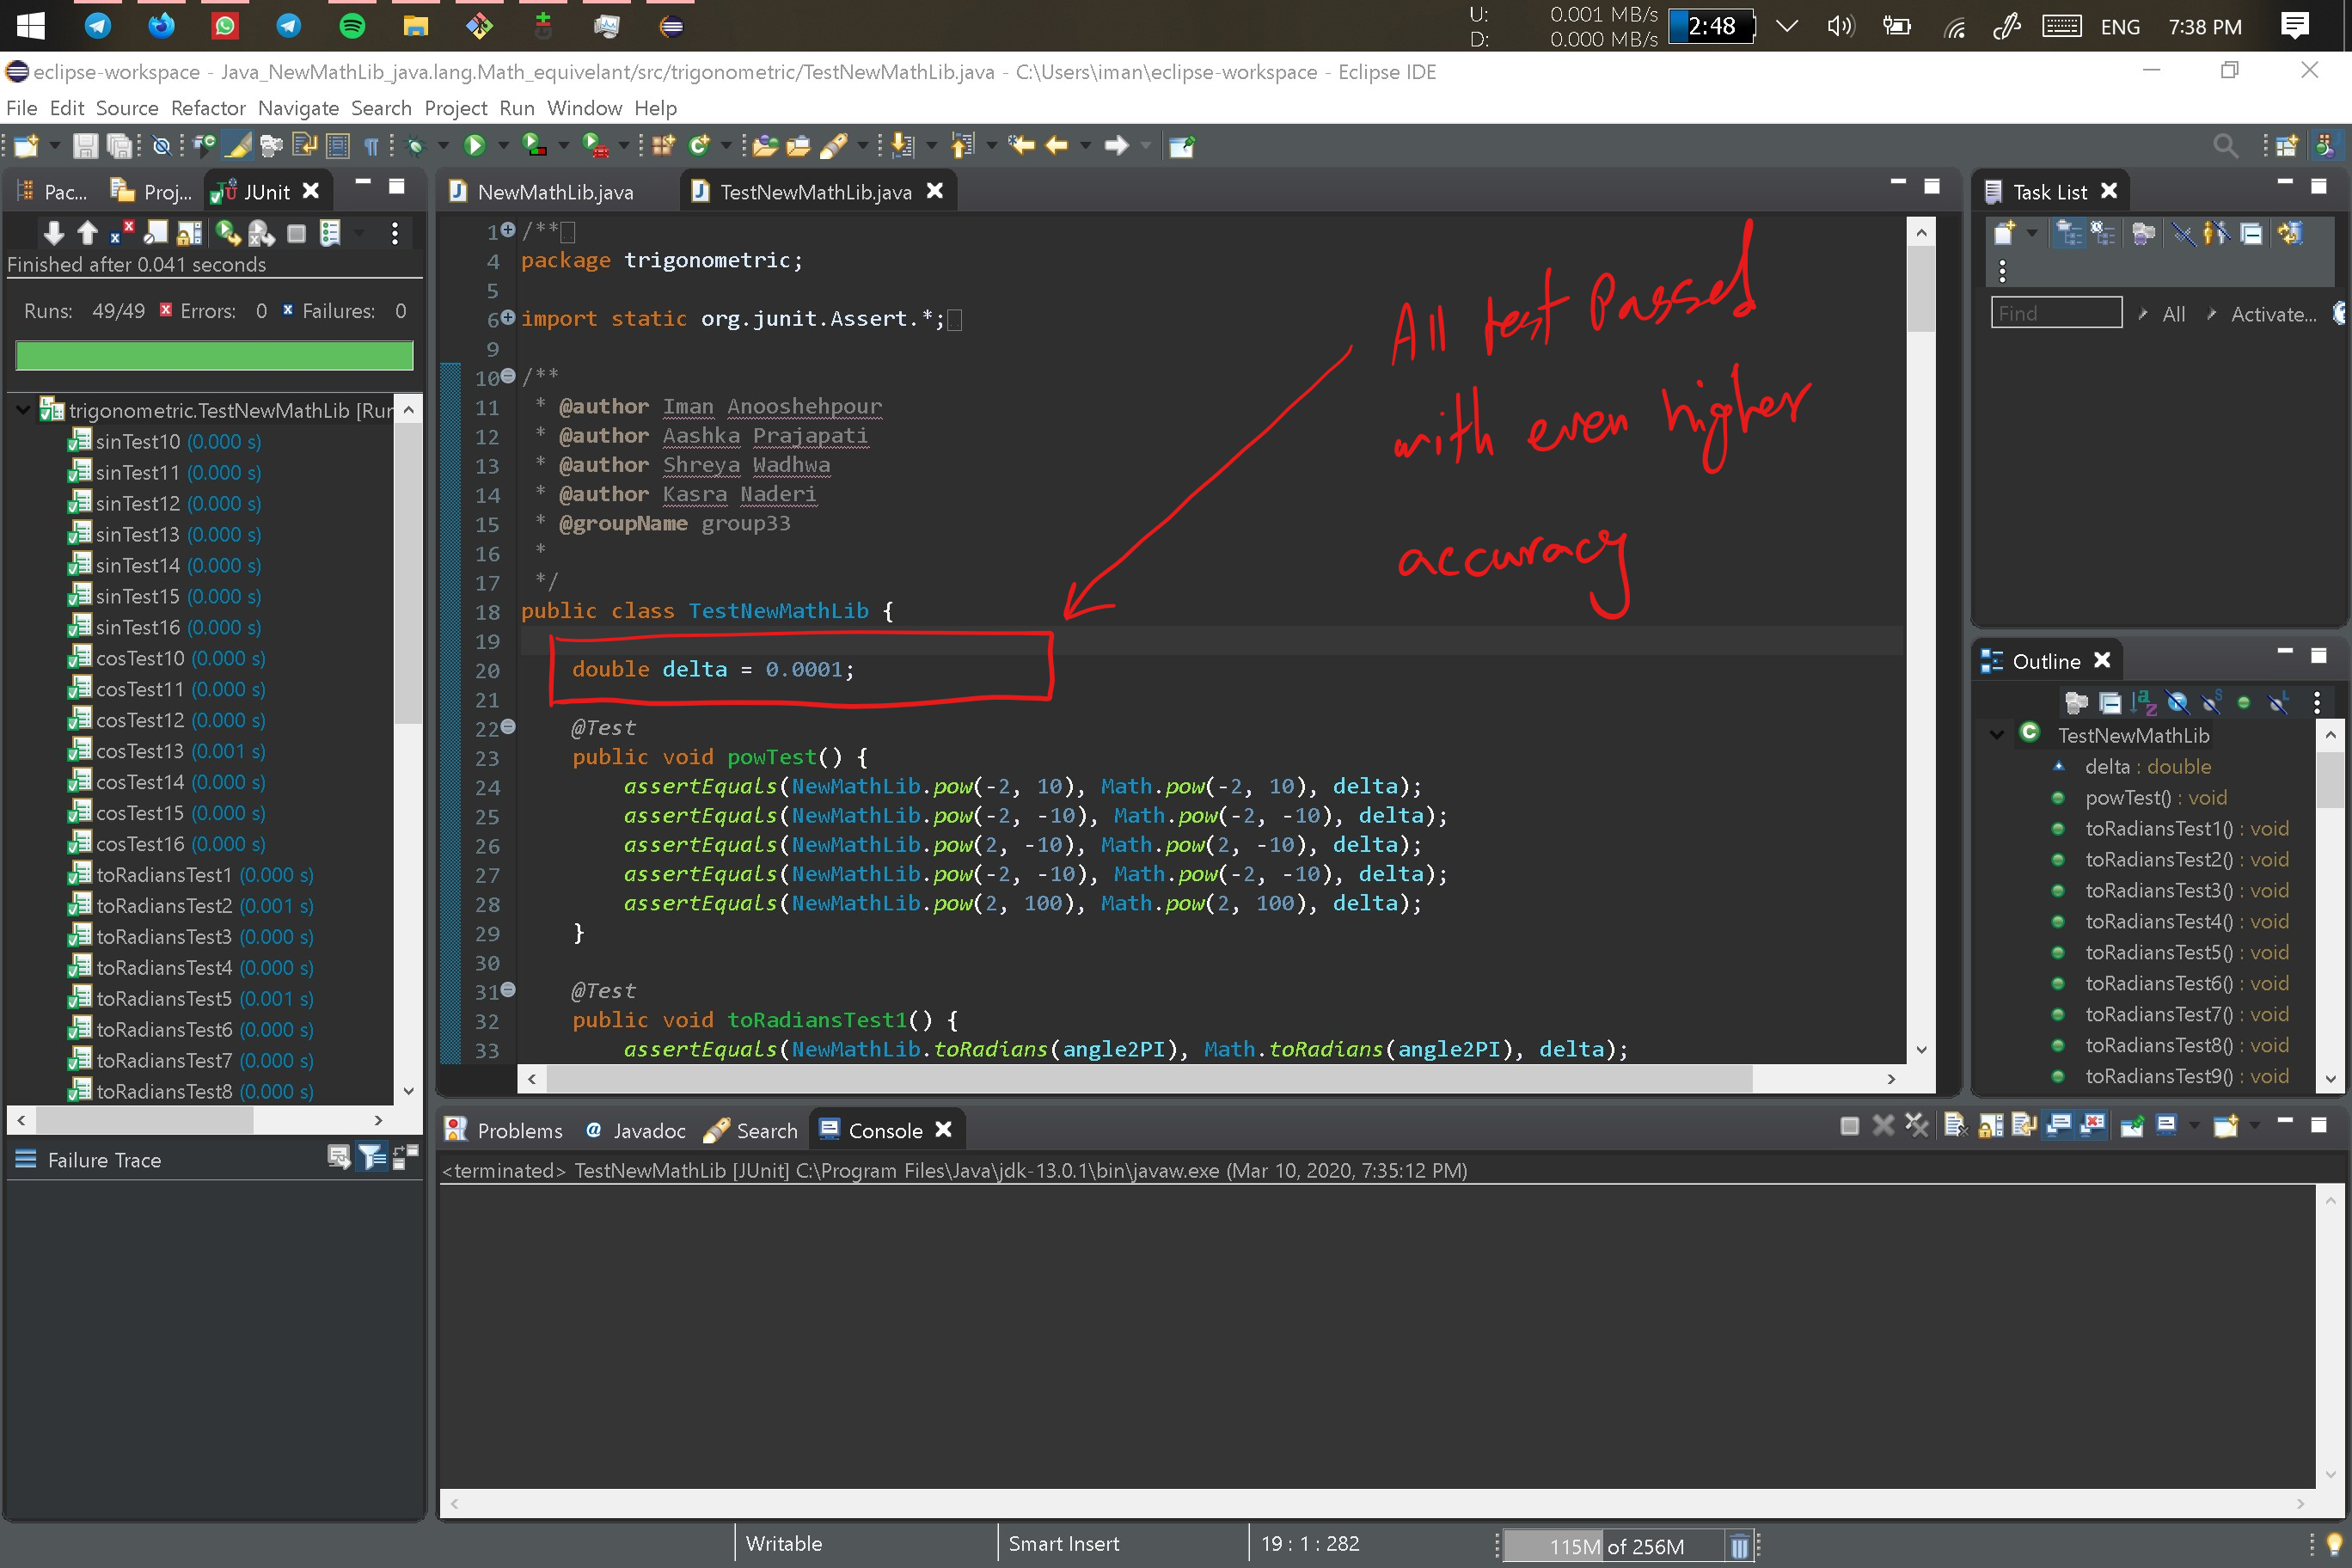 U: 0.001 MB/s
D: 0.000 MB/s
2:48
ENG
7:38 PM
eclipse-workspace - Java_NewMathLib_java.lang.Math_equivelant/src/trigonometric/TestNewMathLib.java - C:\Users\iman\eclipse-workspace - Eclipse IDE
File Edit Source Refactor Navigate Search Project Run Window Help
Pac... Proj... JUnit
Finished after 0.041 seconds
Runs: 49/49 Errors: 0 Failures: 0
trigonometric.TestNewMathLib [Rur
sinTest10 (0.000 s)
sinTest11 (0.000 s)
sinTest12 (0.000 s)
sinTest13 (0.000 s)
sinTest14 (0.000 s)
sinTest15 (0.000 s)
sinTest16 (0.000 s)
cosTest10 (0.000 s)
cosTest11 (0.000 s)
cosTest12 (0.000 s)
cosTest13 (0.001 s)
cosTest14 (0.000 s)
cosTest15 (0.000 s)
cosTest16 (0.000 s)
toRadiansTest1 (0.000 s)
toRadiansTest2 (0.001 s)
toRadiansTest3 (0.000 s)
toRadiansTest4 (0.000 s)
toRadiansTest5 (0.001 s)
toRadiansTest6 (0.000 s)
toRadiansTest7 (0.000 s)
toRadiansTest8 (0.000 s)
Failure Trace
NewMathLib.java TestNewMathLib.java
1 /**
4 package trigonometric;
5
6 import static org.junit.Assert.*;
9
10 /**
11 * @author Iman Anooshehpour
12 * @author Aashka Prajapati
13 * @author Shreya Wadhwa
14 * @author Kasra Naderi
15 * @groupName group33
16 *
17 */
18 public class TestNewMathLib {
19
20 double delta = 0.0001;
21
22 @Test
23 public void powTest() {
24 assertEquals(NewMathLib.pow(-2, 10), Math.pow(-2, 10), delta);
25 assertEquals(NewMathLib.pow(-2, -10), Math.pow(-2, -10), delta);
26 assertEquals(NewMathLib.pow(2, -10), Math.pow(2, -10), delta);
27 assertEquals(NewMathLib.pow(-2, -10), Math.pow(-2, -10), delta);
28 assertEquals(NewMathLib.pow(2, 100), Math.pow(2, 100), delta);
29 }
30
31 @Test
32 public void toRadiansTest1() {
33 assertEquals(NewMathLib.toRadians(angle2PI), Math.toRadians(angle2PI), delta);
All test Passed
with even higher
accuracy
Task List
Find All Activate...
Outline
TestNewMathLib
delta : double
powTest() : void
toRadiansTest1() : void
toRadiansTest2() : void
toRadiansTest3() : void
toRadiansTest4() : void
toRadiansTest5() : void
toRadiansTest6() : void
toRadiansTest7() : void
toRadiansTest8() : void
toRadiansTest9() : void
Problems Javadoc Search Console
<terminated> TestNewMathLib [JUnit] C:\Program Files\Java\jdk-13.0.1\bin\javaw.exe (Mar 10, 2020, 7:35:12 PM)
Writable Smart Insert 19 : 1 : 282 115M of 256M